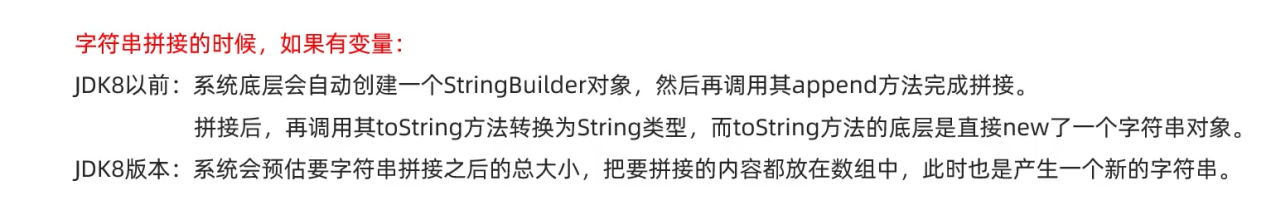 字符串拼接的时候，如果有变量：
JDK8以前：系统底层会自动创建一个StringBuilder对象，然后再调用其append方法完成拼接。
拼接后，再调用其toString方法转换为String类型，而toString方法的底层是直接new了一个字符串对象。
JDK8版本：系统会预估要字符串拼接之后的总大小，把要拼接的内容都放在数组中，此时也是产生一个新的字符串。